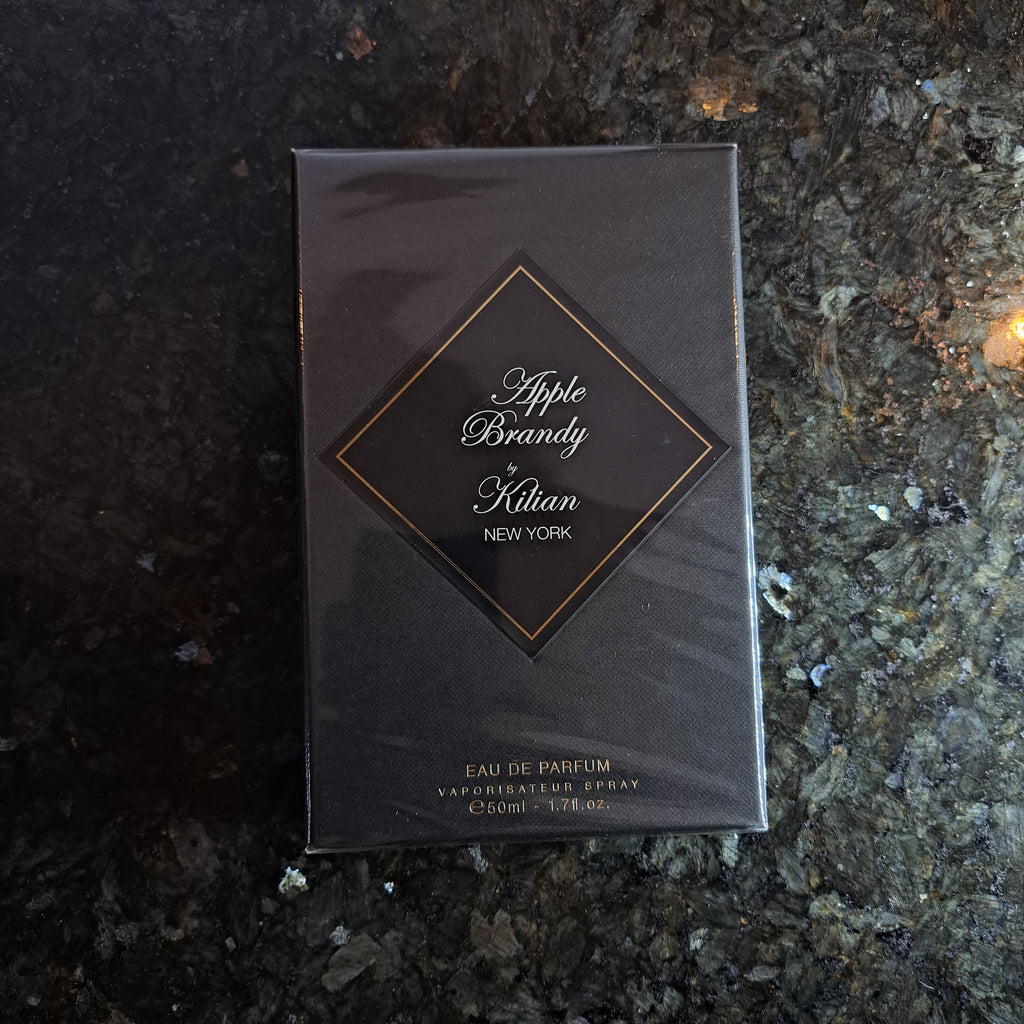 Apple
Brandy
by
Kilian
NEW YORK
EAU DE PARFUM
VAPORISATEUR SPRAY
℮50ml - 1.7fl.oz.